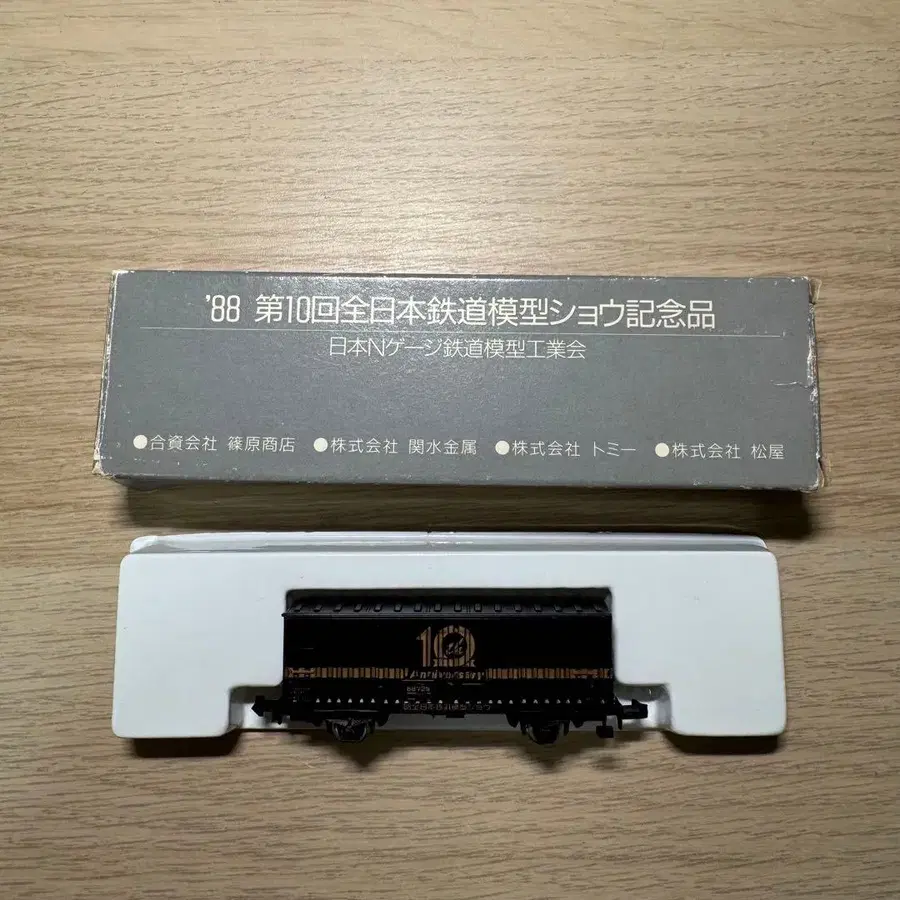 '88 第10回全日本鉄道模型ショウ記念品
日本Nゲージ鉄道模型工業会
●合資会社 篠原商店 ●株式会社 関水金属 ●株式会社 トミー ●株式会社 松屋
10